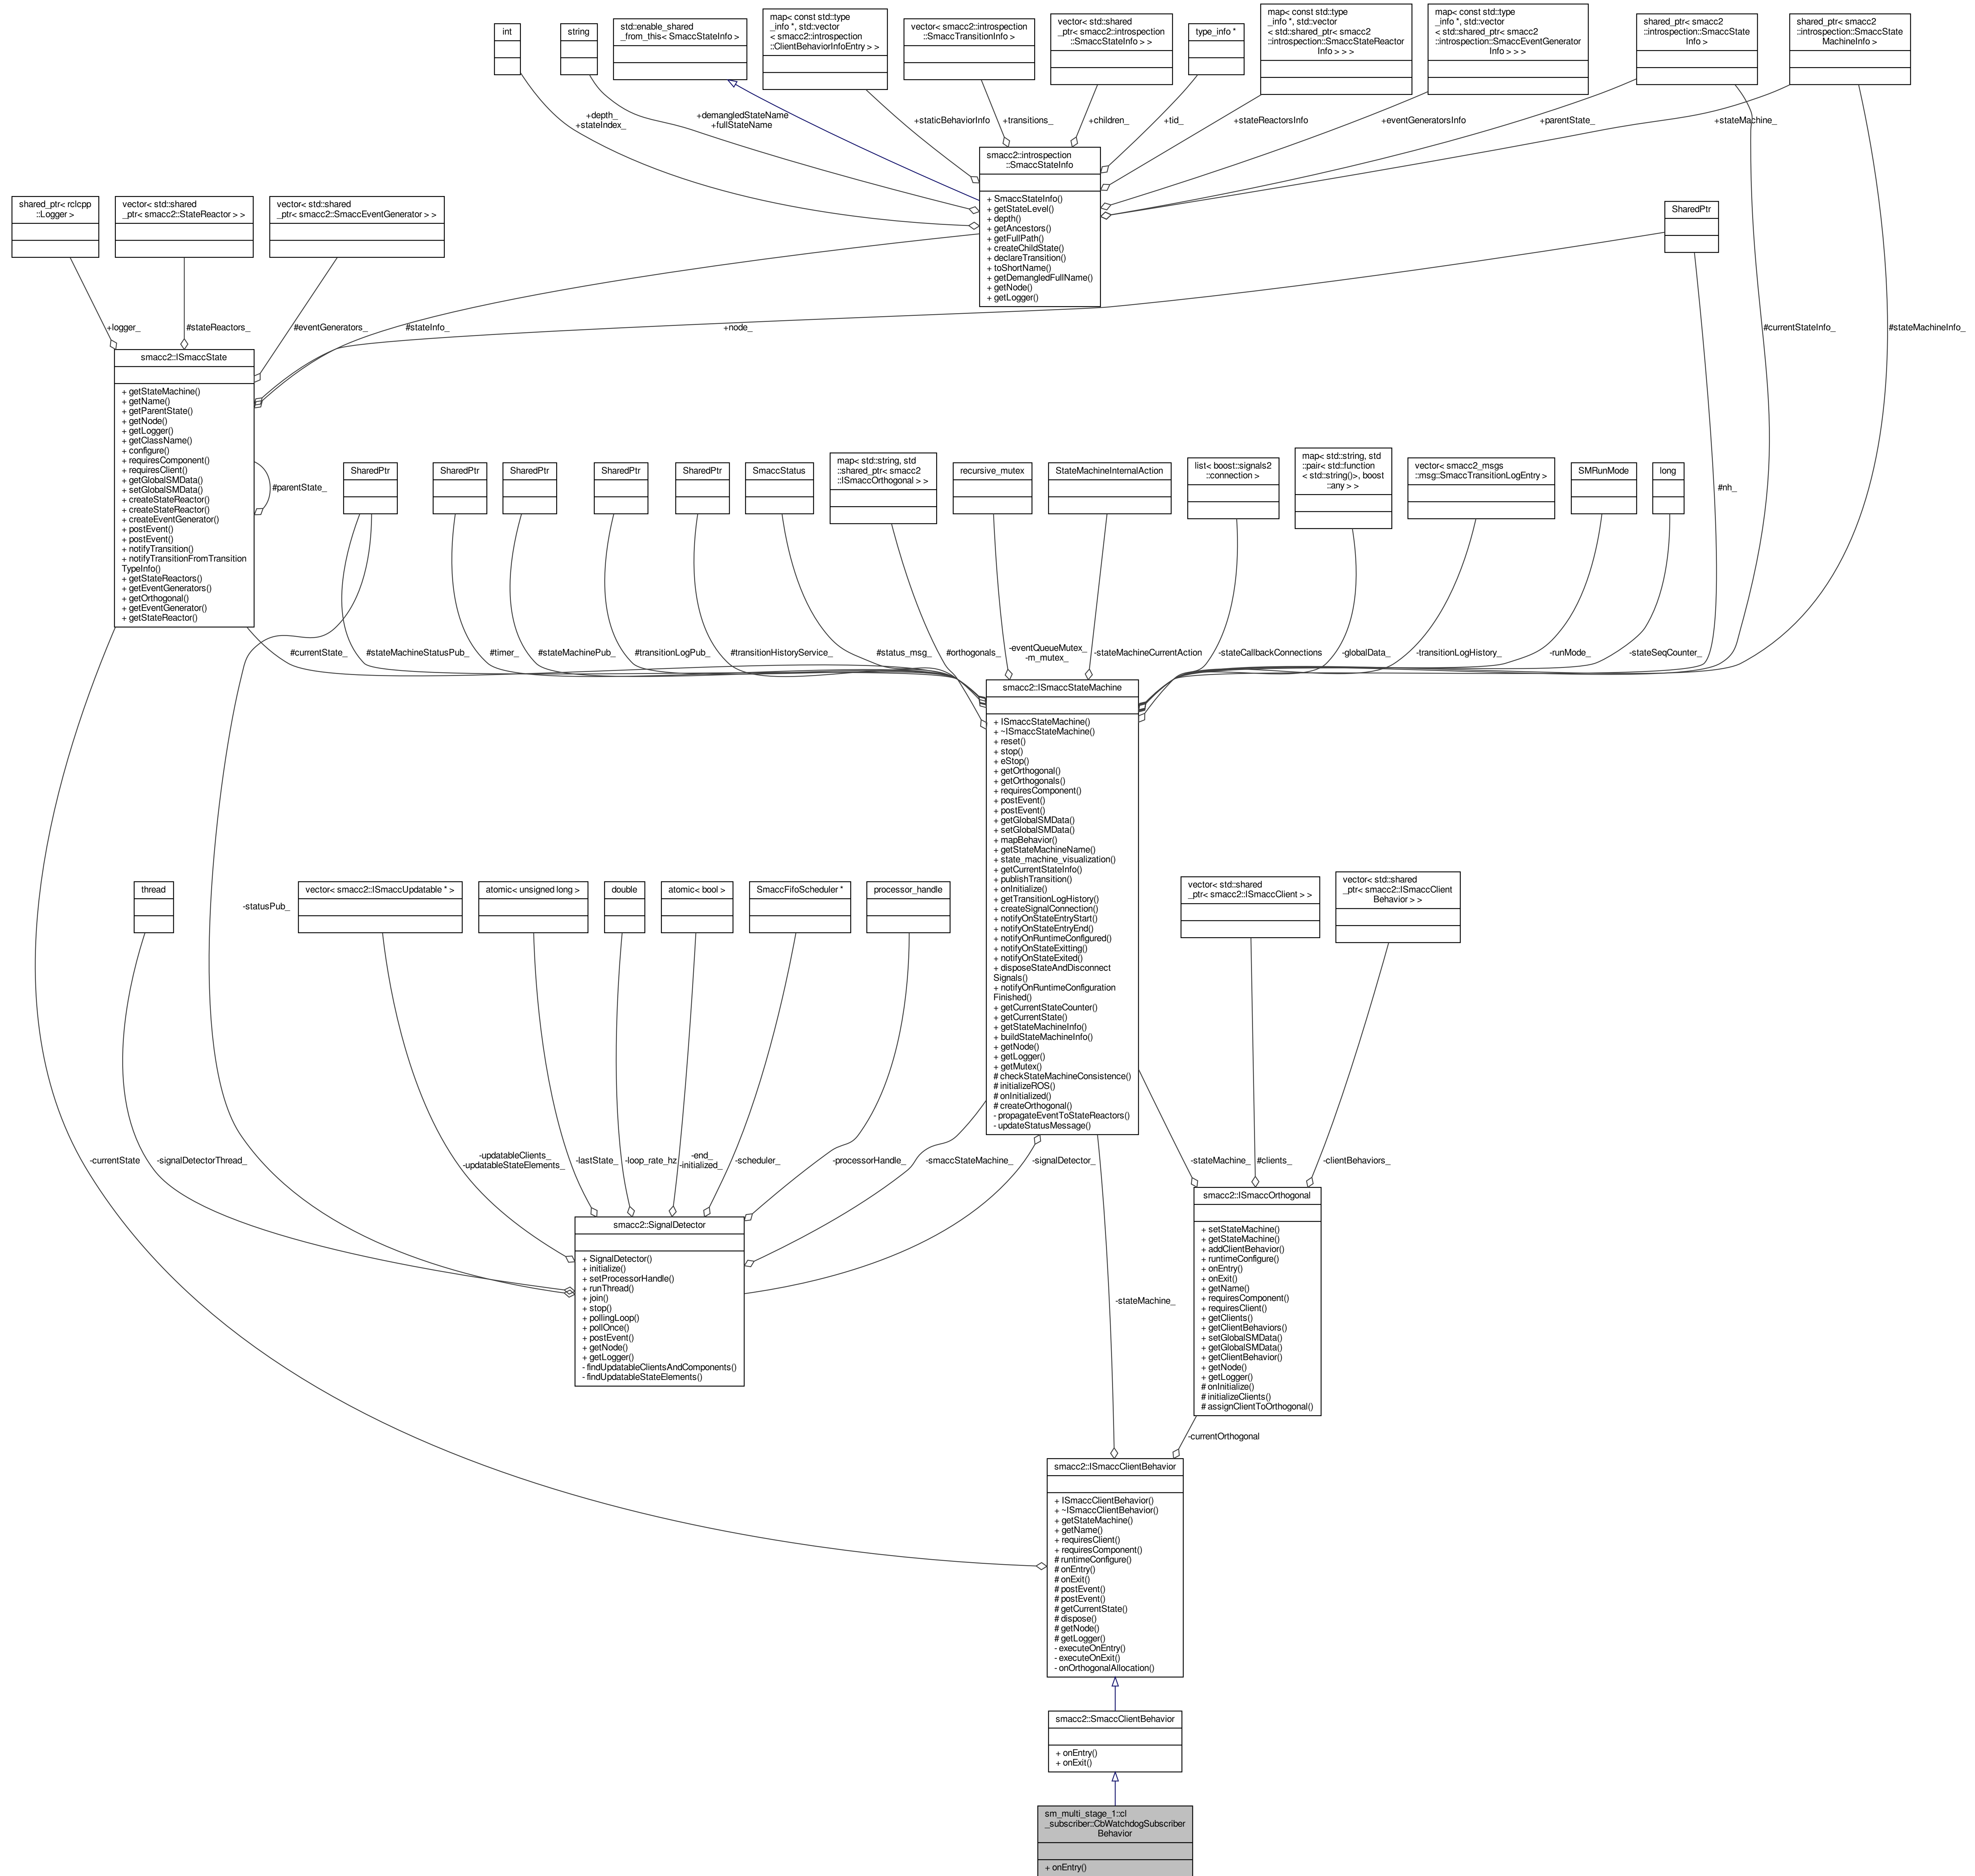 int
string
std::enable_shared
_from_this< SmaccStateInfo >
map< const std::type
_info *, std::vector
< smacc2::introspection
::ClientBehaviorInfoEntry > >
vector< smacc2::introspection
::SmaccTransitionInfo >
vector< std::shared
_ptr< smacc2::introspection
::SmaccStateInfo > >
type_info *
map< const std::type
_info *, std::vector
< std::shared_ptr< smacc2
::introspection::SmaccStateReactor
Info > > >
map< const std::type
_info *, std::vector
< std::shared_ptr< smacc2
::introspection::SmaccEventGenerator
Info > > >
shared_ptr< smacc2
::introspection::SmaccState
Info >
shared_ptr< smacc2
::introspection::SmaccState
MachineInfo >
+depth_
+stateIndex_
+demangledStateName
+fullStateName
+staticBehaviorInfo
+transitions_
+children_
+tid_
+stateReactorsInfo
+eventGeneratorsInfo
+parentState_
+stateMachine_
smacc2::introspection
::SmaccStateInfo
+ SmaccStateInfo()
+ getStateLevel()
+ depth()
+ getAncestors()
+ getFullPath()
+ createChildState()
+ declareTransition()
+ toShortName()
+ getDemangledFullName()
+ getNode()
+ getLogger()
shared_ptr< rclcpp
::Logger >
vector< std::shared
_ptr< smacc2::StateReactor > >
vector< std::shared
_ptr< smacc2::SmaccEventGenerator > >
SharedPtr
+logger_
#stateReactors_
#eventGenerators_
#stateInfo_
+node_
#currentStateInfo_
#stateMachineInfo_
smacc2::ISmaccState
+ getStateMachine()
+ getName()
+ getParentState()
+ getNode()
+ getLogger()
+ getClassName()
+ configure()
+ requiresComponent()
+ requiresClient()
+ getGlobalSMData()
+ setGlobalSMData()
+ createStateReactor()
+ createStateReactor()
+ createEventGenerator()
+ postEvent()
+ postEvent()
+ notifyTransition()
+ notifyTransitionFromTransition
TypeInfo()
+ getStateReactors()
+ getEventGenerators()
+ getOrthogonal()
+ getEventGenerator()
+ getStateReactor()
#parentState_
SharedPtr
SharedPtr
SharedPtr
SharedPtr
SharedPtr
SmaccStatus
map< std::string, std
::shared_ptr< smacc2
::ISmaccOrthogonal > >
recursive_mutex
StateMachineInternalAction
list< boost::signals2
::connection >
map< std::string, std
::pair< std::function
< std::string()>, boost
::any > >
vector< smacc2_msgs
::msg::SmaccTransitionLogEntry >
SMRunMode
long
#nh_
#currentState_
#stateMachineStatusPub_
#timer_
#stateMachinePub_
#transitionLogPub_
#transitionHistoryService_
#status_msg_
#orthogonals_
-eventQueueMutex_
-m_mutex_
-stateMachineCurrentAction
-stateCallbackConnections
-globalData_
-transitionLogHistory_
-runMode_
-stateSeqCounter_
smacc2::ISmaccStateMachine
+ ISmaccStateMachine()
+ ~ISmaccStateMachine()
+ reset()
+ stop()
+ eStop()
+ getOrthogonal()
+ getOrthogonals()
+ requiresComponent()
+ postEvent()
+ postEvent()
+ getGlobalSMData()
+ setGlobalSMData()
+ mapBehavior()
+ getStateMachineName()
+ state_machine_visualization()
+ getCurrentStateInfo()
+ publishTransition()
+ onInitialize()
+ getTransitionLogHistory()
+ createSignalConnection()
+ notifyOnStateEntryStart()
+ notifyOnStateEntryEnd()
+ notifyOnRuntimeConfigured()
+ notifyOnStateExitting()
+ notifyOnStateExited()
+ disposeStateAndDisconnect
Signals()
+ notifyOnRuntimeConfiguration
Finished()
+ getCurrentStateCounter()
+ getCurrentState()
+ getStateMachineInfo()
+ buildStateMachineInfo()
+ getNode()
+ getLogger()
+ getMutex()
# checkStateMachineConsistence()
# initializeROS()
# onInitialized()
# createOrthogonal()
- propagateEventToStateReactors()
- updateStatusMessage()
thread
-statusPub_
vector< smacc2::ISmaccUpdatable * >
atomic< unsigned long >
double
atomic< bool >
SmaccFifoScheduler *
processor_handle
vector< std::shared
_ptr< smacc2::ISmaccClient > >
vector< std::shared
_ptr< smacc2::ISmaccClient
Behavior > >
-currentState
-signalDetectorThread_
-updatableClients_
-updatableStateElements_
-lastState_
-loop_rate_hz
-end_
-initialized_
-scheduler_
-processorHandle_
-smaccStateMachine_
-signalDetector_
-stateMachine_
#clients_
-clientBehaviors_
smacc2::SignalDetector
+ SignalDetector()
+ initialize()
+ setProcessorHandle()
+ runThread()
+ join()
+ stop()
+ pollingLoop()
+ pollOnce()
+ postEvent()
+ getNode()
+ getLogger()
- findUpdatableClientsAndComponents()
- findUpdatableStateElements()
smacc2::ISmaccOrthogonal
+ setStateMachine()
+ getStateMachine()
+ addClientBehavior()
+ runtimeConfigure()
+ onEntry()
+ onExit()
+ getName()
+ requiresComponent()
+ requiresClient()
+ getClients()
+ getClientBehaviors()
+ setGlobalSMData()
+ getGlobalSMData()
+ getClientBehavior()
+ getNode()
+ getLogger()
# onInitialize()
# initializeClients()
# assignClientToOrthogonal()
-stateMachine_
-currentOrthogonal
smacc2::ISmaccClientBehavior
+ ISmaccClientBehavior()
+ ~ISmaccClientBehavior()
+ getStateMachine()
+ getName()
+ requiresClient()
+ requiresComponent()
# runtimeConfigure()
# onEntry()
# onExit()
# postEvent()
# postEvent()
# getCurrentState()
# dispose()
# getNode()
# getLogger()
- executeOnEntry()
- executeOnExit()
- onOrthogonalAllocation()
smacc2::SmaccClientBehavior
+ onEntry()
+ onExit()
sm_multi_stage_1::cl
_subscriber::CbWatchdogSubscriber
Behavior
+ onEntry()